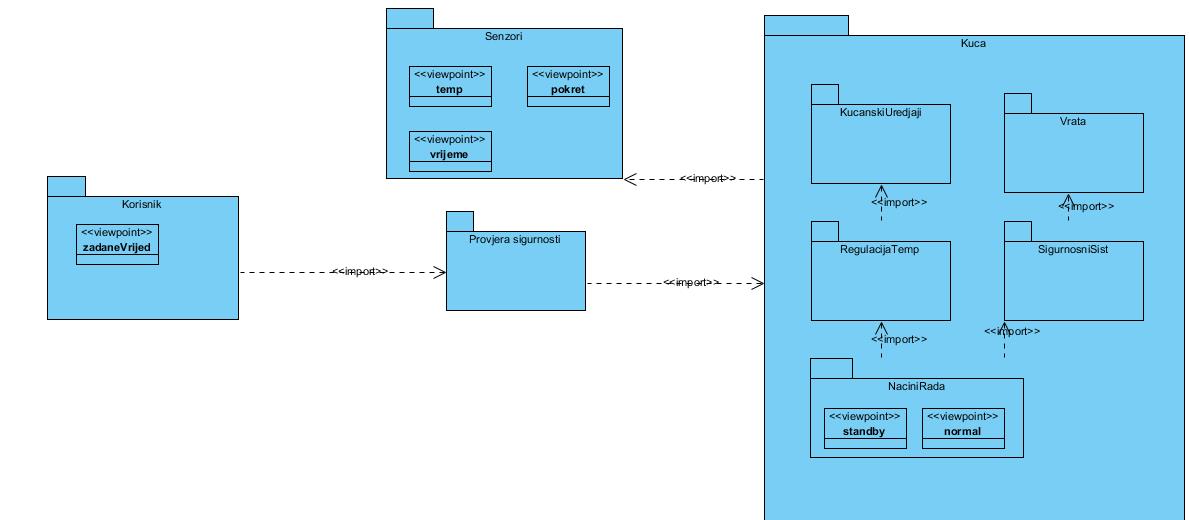 Senzori
<<viewpoint>>
temp
<<viewpoint>>
pokret
<<viewpoint>>
vrijeme
Korisnik
<<viewpoint>>
zadaneVrijed
<<import>>
Provjera sigurnosti
<<import>>
<<import>>
Kuca
KucanskiUredjaji
Vrata
<<import>>
<<import>>
RegulacijaTemp
SigurnosniSist
<<import>>
<<import>>
NaciniRada
<<viewpoint>>
standby
<<viewpoint>>
normal